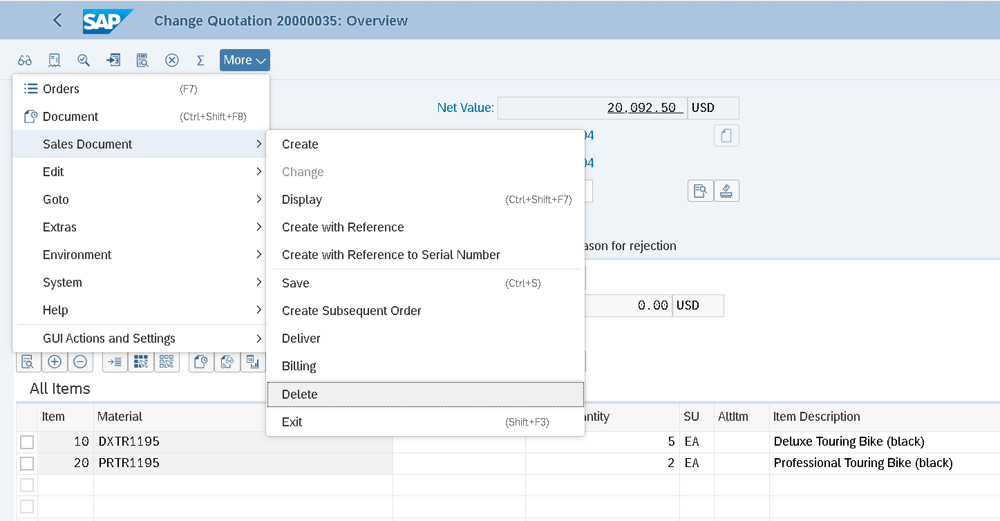 SAP Change Quotation 20000035: Overview
More
Orders (F7)
Document (Ctrl+Shift+F8)
Sales Document
Edit
Goto
Extras
Environment
System
Help
GUI Actions and Settings
Create
Change
Display (Ctrl+Shift+F7)
Create with Reference
Create with Reference to Serial Number
Save (Ctrl+S)
Create Subsequent Order
Deliver
Billing
Delete
Exit (Shift+F3)
Net Value: 20,092.50 USD
04
04
ason for rejection
0.00 USD
All Items
Item Material ntity SU AltItm Item Description
10 DXTR1195 5 EA Deluxe Touring Bike (black)
20 PRTR1195 2 EA Professional Touring Bike (black)